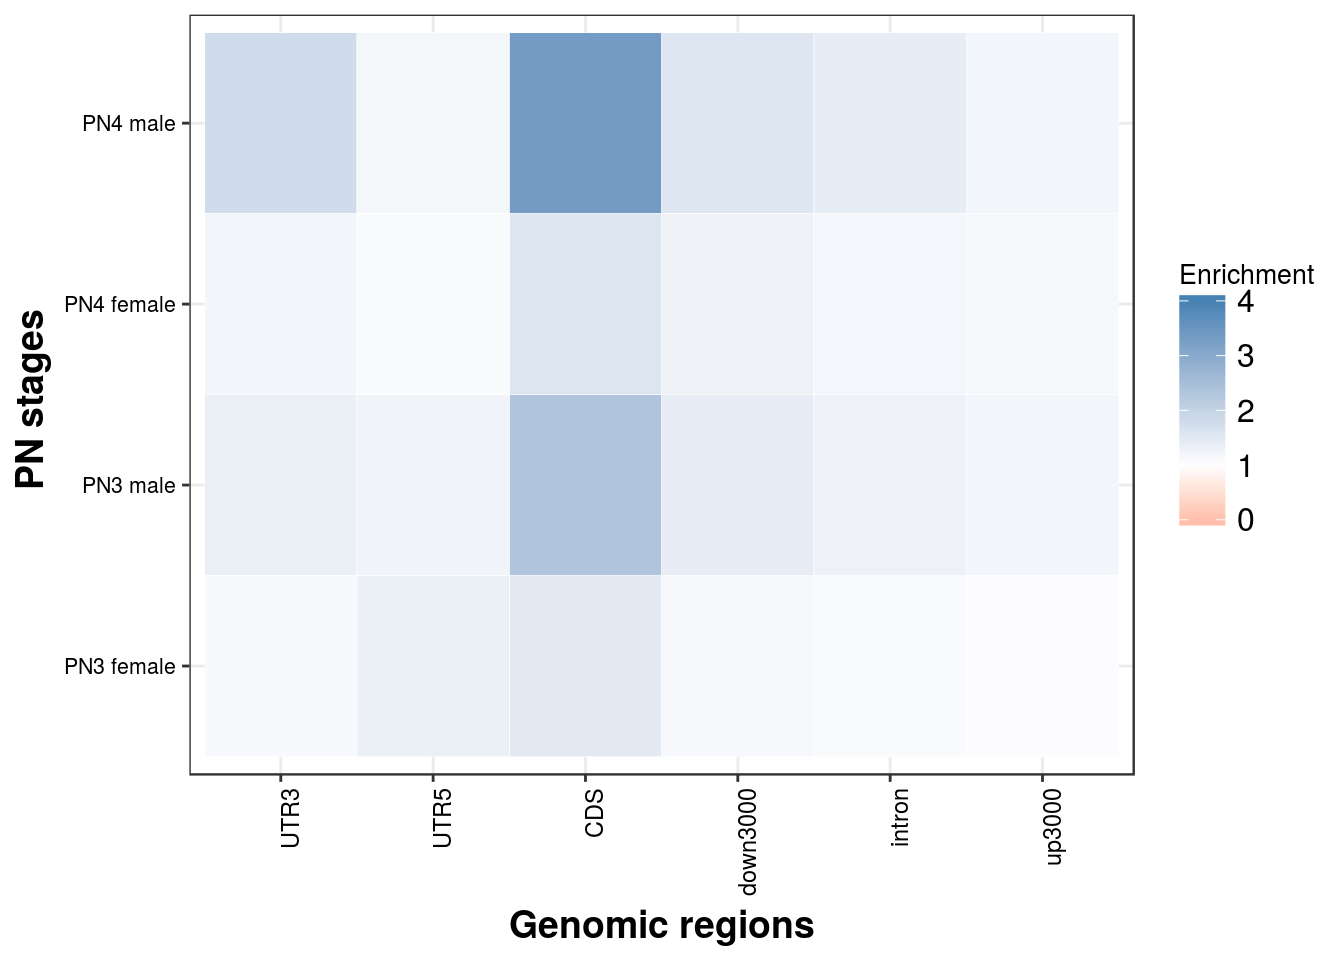 PN stages
PN4 male
PN4 female
PN3 male
PN3 female
UTR3
UTR5
CDS
down3000
intron
up3000
Genomic regions
Enrichment
4
3
2
1
0